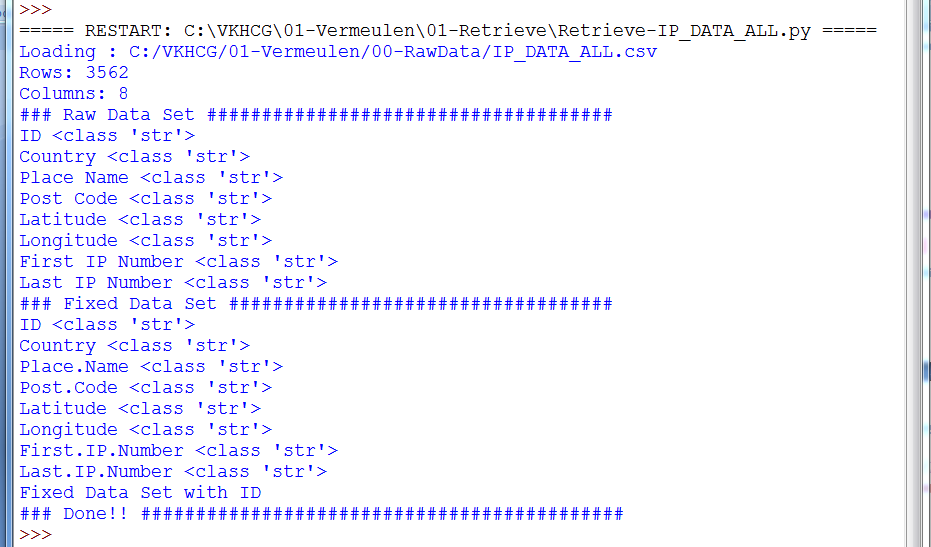 >>>
===== RESTART: C:\VKHCG\01-Vermeulen\01-Retrieve\Retrieve-IP_DATA_ALL.py =====
Loading : C:/VKHCG/01-Vermeulen/00-RawData/IP_DATA_ALL.csv
Rows: 3562
Columns: 8
### Raw Data Set #####################################
ID <class 'str'>
Country <class 'str'>
Place Name <class 'str'>
Post Code <class 'str'>
Latitude <class 'str'>
Longitude <class 'str'>
First IP Number <class 'str'>
Last IP Number <class 'str'>
### Fixed Data Set ###################################
ID <class 'str'>
Country <class 'str'>
Place.Name <class 'str'>
Post.Code <class 'str'>
Latitude <class 'str'>
Longitude <class 'str'>
First.IP.Number <class 'str'>
Last.IP.Number <class 'str'>
Fixed Data Set with ID
### Done!! ############################################
>>>